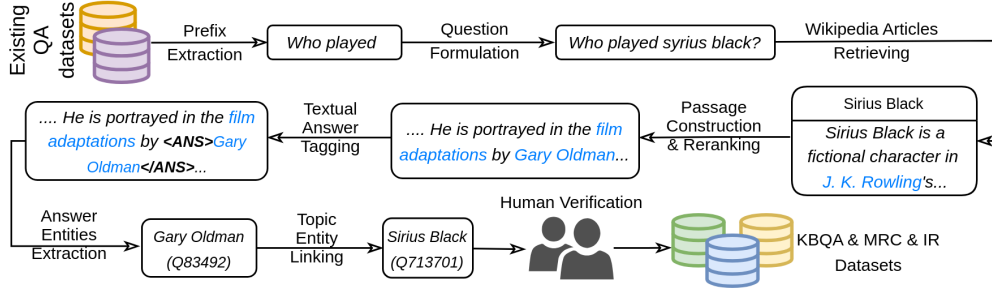 Existing
QA
datasets
Prefix
Extraction
Who played
Question
Formulation
Who played syrius black?
Wikipedia Articles
Retrieving
Sirius Black
Sirius Black is a
fictional character in
J. K. Rowling's...
Passage
Construction
& Reranking
.... He is portrayed in the film
adaptations by Gary Oldman...
Textual
Answer
Tagging
.... He is portrayed in the film
adaptations by <ANS>Gary
Oldman</ANS>...
Answer
Entities
Extraction
Gary Oldman
(Q83492)
Topic
Entity
Linking
Sirius Black
(Q713701)
Human Verification
KBQA & MRC & IR
Datasets